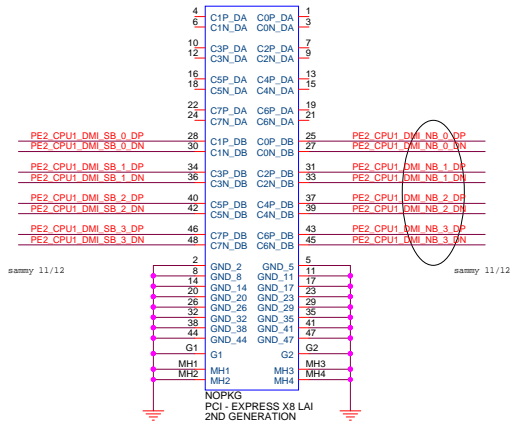 4 C1P_DA C0P_DA 1
6 C1N_DA C0N_DA 3
10 C3P_DA C2P_DA 7
12 C3N_DA C2N_DA 9
16 C5P_DA C4P_DA 13
18 C5N_DA C4N_DA 15
22 C7P_DA C6P_DA 19
24 C7N_DA C6N_DA 21
PE2_CPU1_DMI_SB_0_DP 28 C1P_DB C0P_DB 25 PE2_CPU1_DMI_NB_0_DP
PE2_CPU1_DMI_SB_0_DN 30 C1N_DB C0N_DB 27 PE2_CPU1_DMI_NB_0_DN
PE2_CPU1_DMI_SB_1_DP 34 C3P_DB C2P_DB 31 PE2_CPU1_DMI_NB_1_DP
PE2_CPU1_DMI_SB_1_DN 36 C3N_DB C2N_DB 33 PE2_CPU1_DMI_NB_1_DN
PE2_CPU1_DMI_SB_2_DP 40 C5P_DB C4P_DB 37 PE2_CPU1_DMI_NB_2_DP
PE2_CPU1_DMI_SB_2_DN 42 C5N_DB C4N_DB 39 PE2_CPU1_DMI_NB_2_DN
PE2_CPU1_DMI_SB_3_DP 46 C7P_DB C6P_DB 43 PE2_CPU1_DMI_NB_3_DP
PE2_CPU1_DMI_SB_3_DN 48 C7N_DB C6N_DB 45 PE2_CPU1_DMI_NB_3_DN
2 GND_2 GND_5 5
sammy 11/12 8 GND_8 GND_11 11 sammy 11/12
14 GND_14 GND_17 17
20 GND_20 GND_23 23
26 GND_26 GND_29 29
32 GND_32 GND_35 35
38 GND_38 GND_41 41
44 GND_44 GND_47 47
G1 G1 G2 G2
MH1 MH1 MH3 MH3
MH2 MH2 MH4 MH4
NOPKG
PCI - EXPRESS X8 LAI
2ND GENERATION